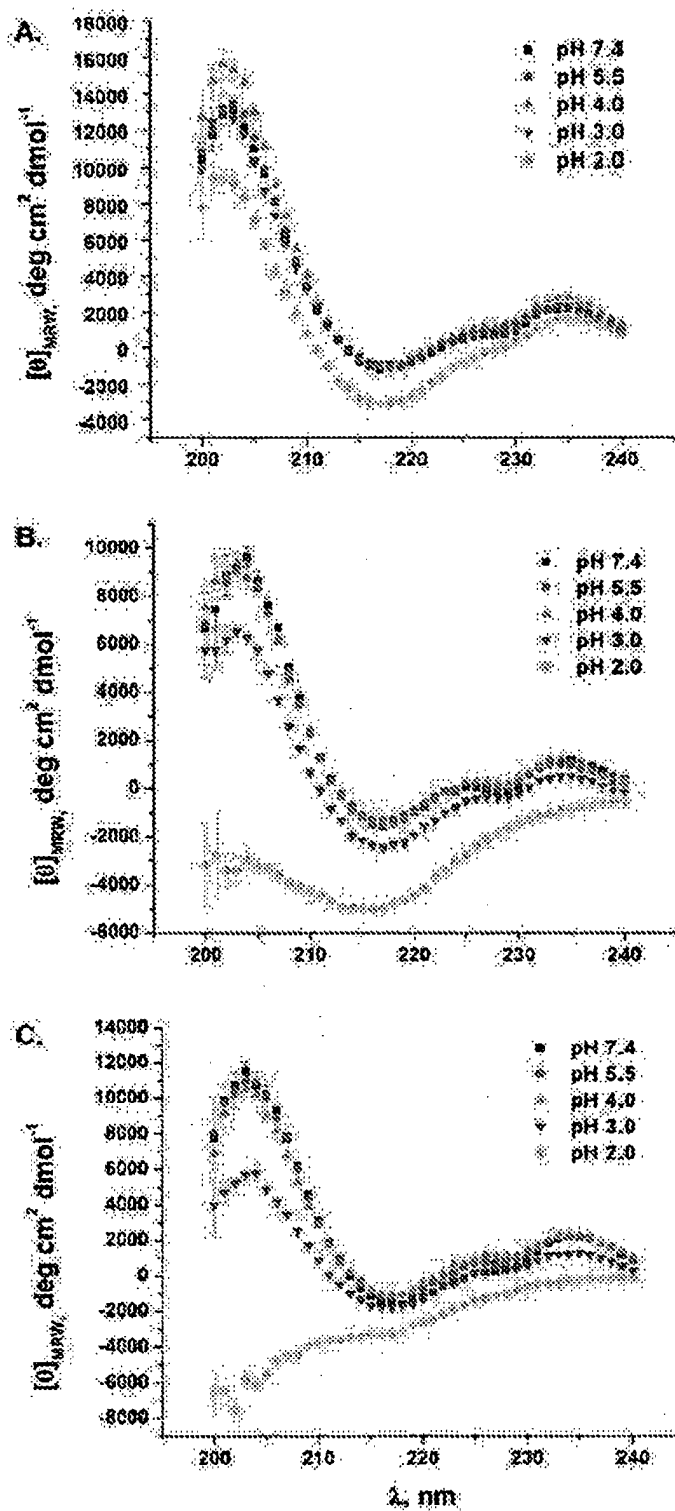 A.
[θ]MRW, deg cm² dmol⁻¹
18000
16000
14000
12000
10000
8000
6000
4000
2000
0
-2000
-4000
pH 7.4
pH 5.5
pH 4.0
pH 3.0
pH 2.0
200
210
220
230
240
B.
[θ]MRW, deg cm² dmol⁻¹
10000
8000
6000
4000
2000
0
-2000
-4000
-6000
pH 7.4
pH 5.5
pH 4.0
pH 3.0
pH 2.0
200
210
220
230
240
C.
[θ]MRW, deg cm² dmol⁻¹
14000
12000
10000
8000
6000
4000
2000
0
-2000
-4000
-6000
-8000
pH 7.4
pH 5.5
pH 4.0
pH 3.0
pH 2.0
200
210
220
230
240
λ, nm